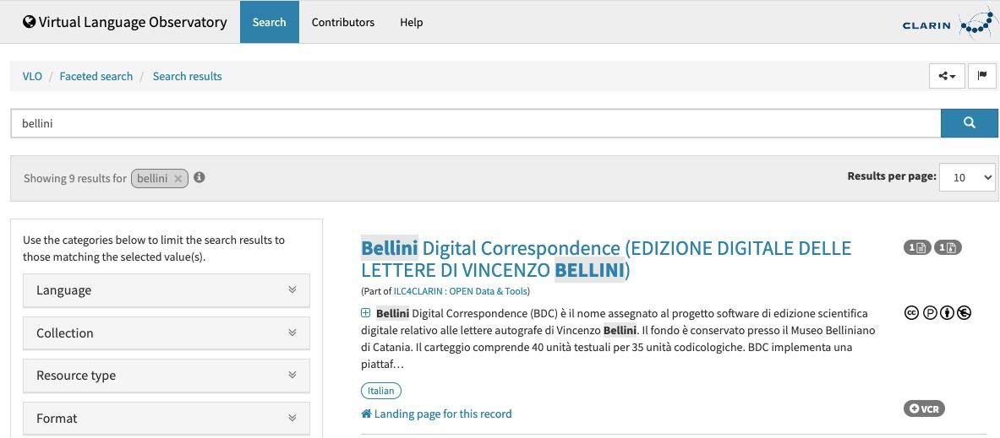 Virtual Language Observatory Search Contributors Help CLARIN
VLO / Faceted search / Search results
bellini
Showing 9 results for bellini Results per page: 10
Use the categories below to limit the search results to
those matching the selected value(s).
Language
Collection
Resource type
Format
Bellini Digital Correspondence (EDIZIONE DIGITALE DELLE
LETTERE DI VINCENZO BELLINI)
1 1
(Part of ILC4CLARIN : OPEN Data & Tools)
Bellini Digital Correspondence (BDC) è il nome assegnato al progetto software di edizione scientifica
digitale relativo alle lettere autografe di Vincenzo Bellini. Il fondo è conservato presso il Museo Belliniano
di Catania. Il carteggio comprende 40 unità testuali per 35 unità codicologiche. BDC implementa una
piattaf…
Italian
Landing page for this record
VCR